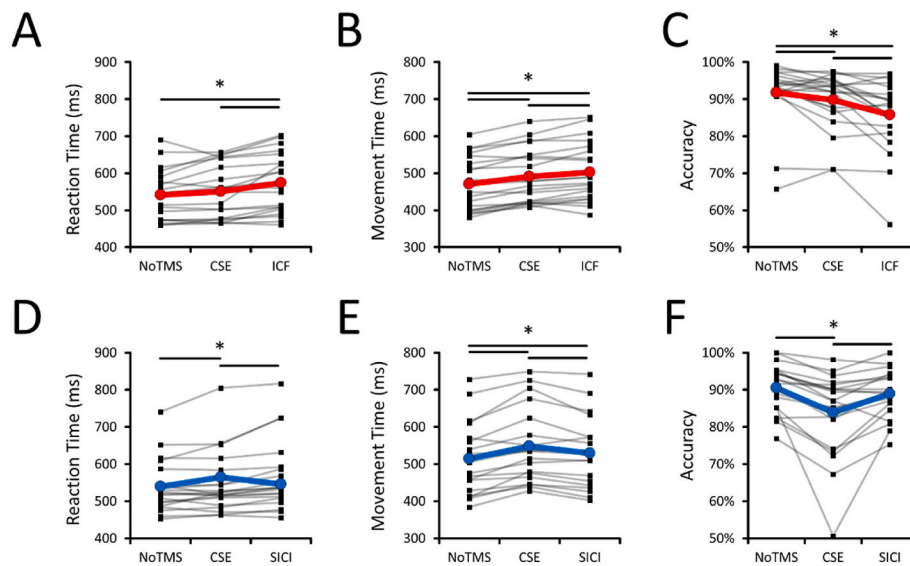 A
B
C
Reaction Time (ms)
900
800
700
600
500
400
*
NoTMS CSE ICF
Movement Time (ms)
800
700
600
500
400
300
*
NoTMS CSE ICF
Accuracy
100%
90%
80%
70%
60%
50%
*
NoTMS CSE ICF
D
E
F
Reaction Time (ms)
900
800
700
600
500
400
*
NoTMS CSE SICI
Movement Time (ms)
800
700
600
500
400
300
*
NoTMS CSE SICI
Accuracy
100%
90%
80%
70%
60%
50%
*
NoTMS CSE SICI